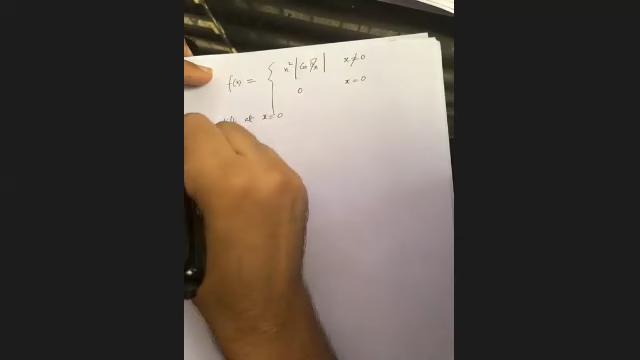 f(x) = { x² |cos π/x| x ≠ 0
0 x = 0
at x = 0